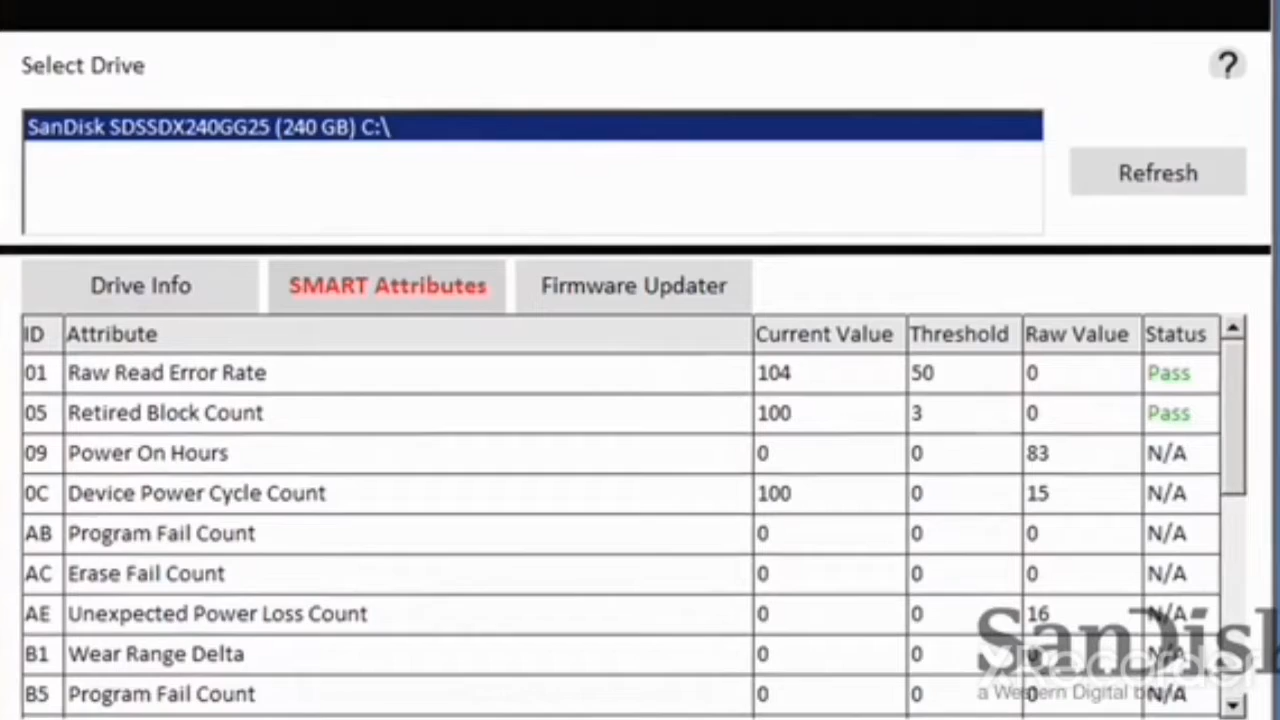 Select Drive
?
SanDisk SDSSDX240GG25 (240 GB) C:\
Refresh
Drive Info SMART Attributes Firmware Updater
ID Attribute Current Value Threshold Raw Value Status
01 Raw Read Error Rate 104 50 0 Pass
05 Retired Block Count 100 3 0 Pass
09 Power On Hours 0 0 83 N/A
0C Device Power Cycle Count 100 0 15 N/A
AB Program Fail Count 0 0 0 N/A
AC Erase Fail Count 0 0 0 N/A
AE Unexpected Power Loss Count 0 0 16 N/A
SanDisk
B1 Wear Range Delta 0 0 N/A
XRecorder
B5 Program Fail Count 0 0 0 N/A
a Western Digital brand